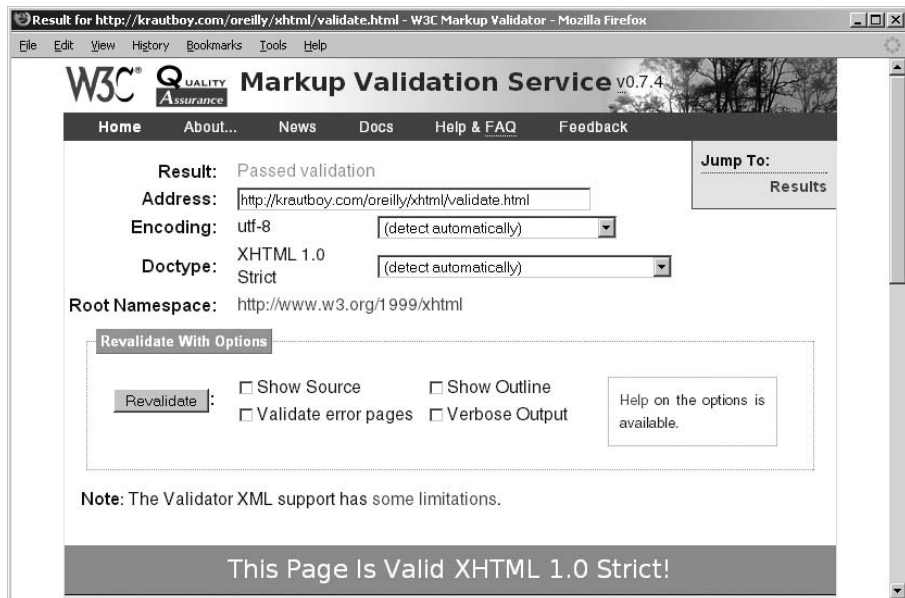 Result for http://krautboy.com/oreilly/xhtml/validate.html - W3C Markup Validator - Mozilla Firefox
File Edit View History Bookmarks Tools Help
W3C® QUALITY Assurance Markup Validation Service v0.7.4
Home About... News Docs Help & FAQ Feedback
Jump To:
Results
Result: Passed validation
Address: http://krautboy.com/oreilly/xhtml/validate.html
Encoding: utf-8 (detect automatically)
Doctype: XHTML 1.0 Strict (detect automatically)
Root Namespace: http://www.w3.org/1999/xhtml
Revalidate With Options
Revalidate : Show Source Show Outline
Validate error pages Verbose Output
Help on the options is
available.
Note: The Validator XML support has some limitations.
This Page Is Valid XHTML 1.0 Strict!